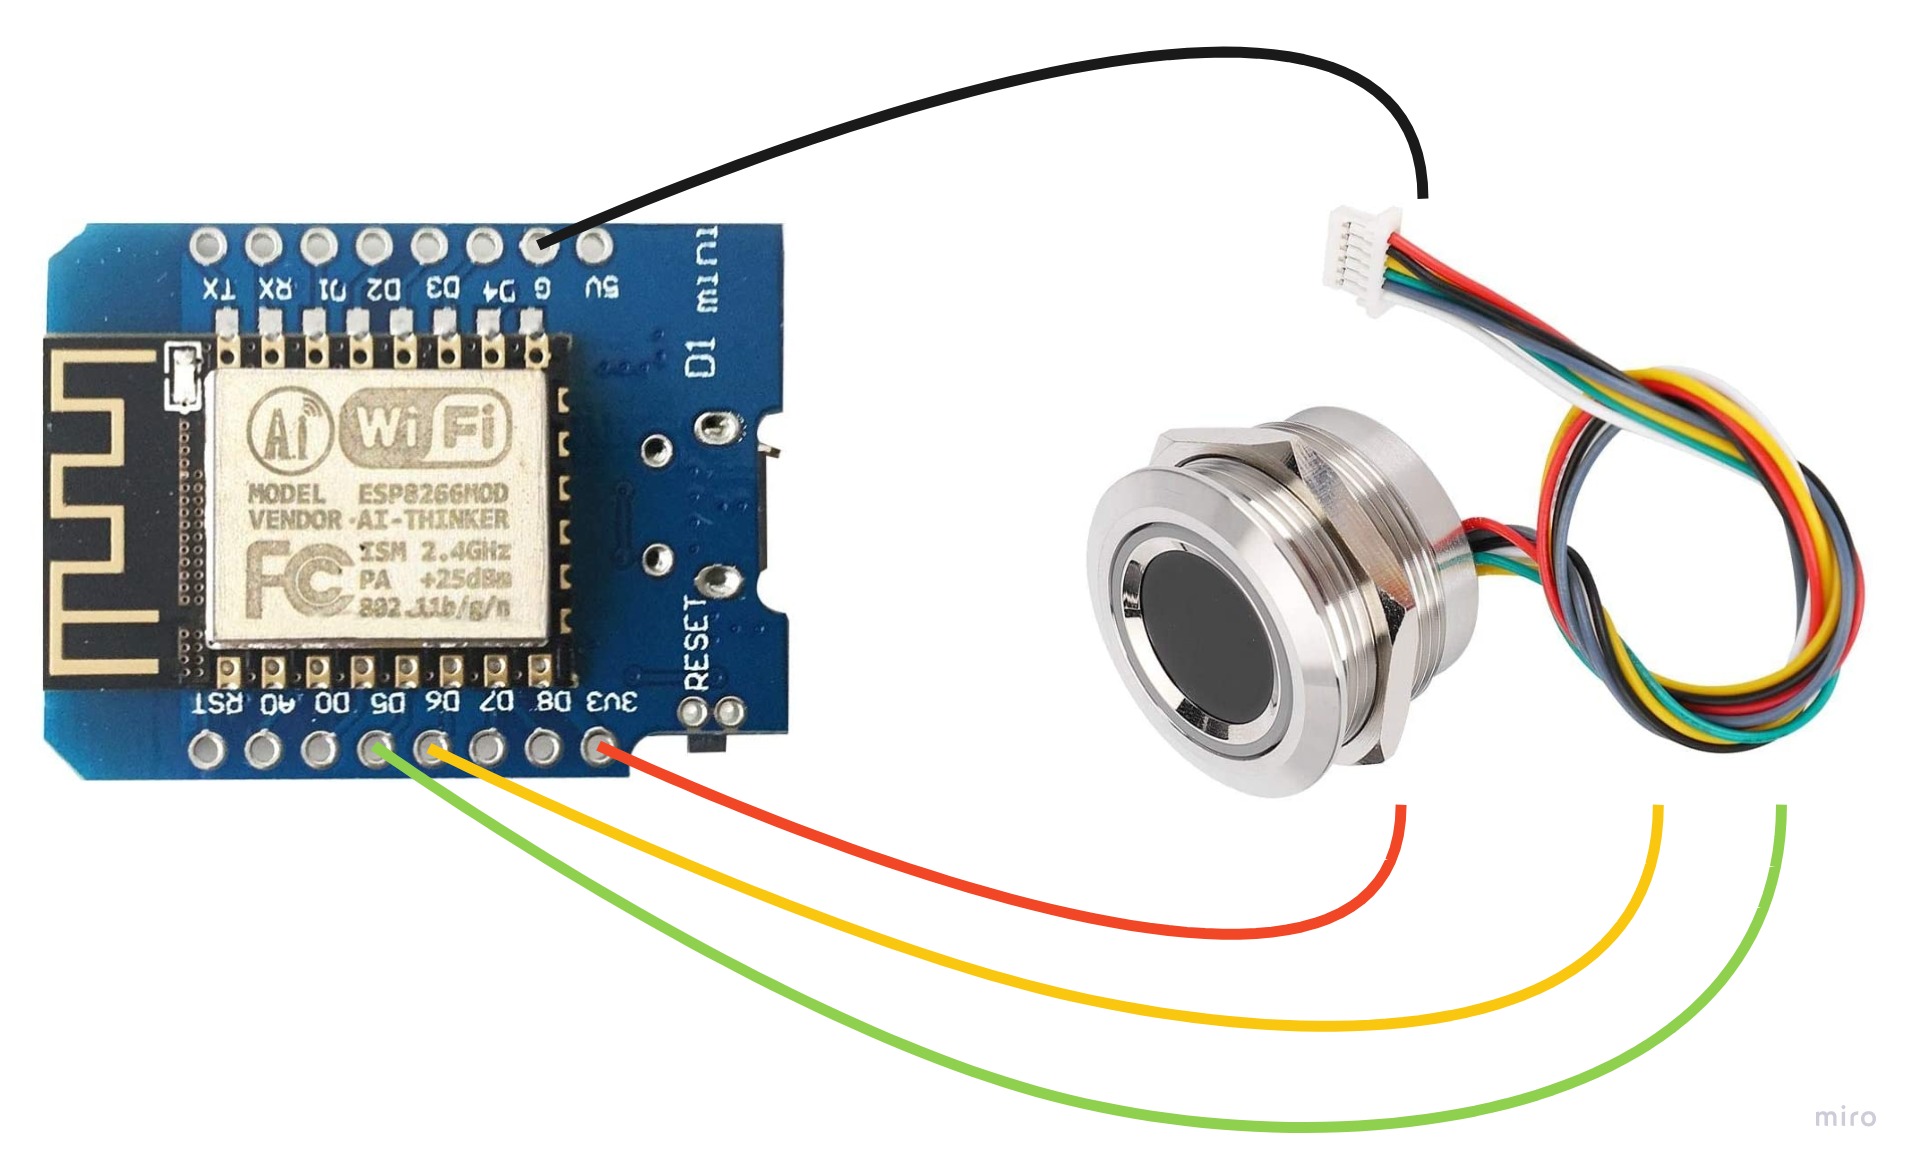 TX RX D1 D2 D3 D4 G 5V
D1 mini
Ai WiFi
MODEL ESP8266MOD
VENDOR AI-THINKER
FC ISM 2.4GHz
PA +25dBm
802.11b/g/n
RESET
RST A0 D0 D5 D6 D7 D8 3V3
miro